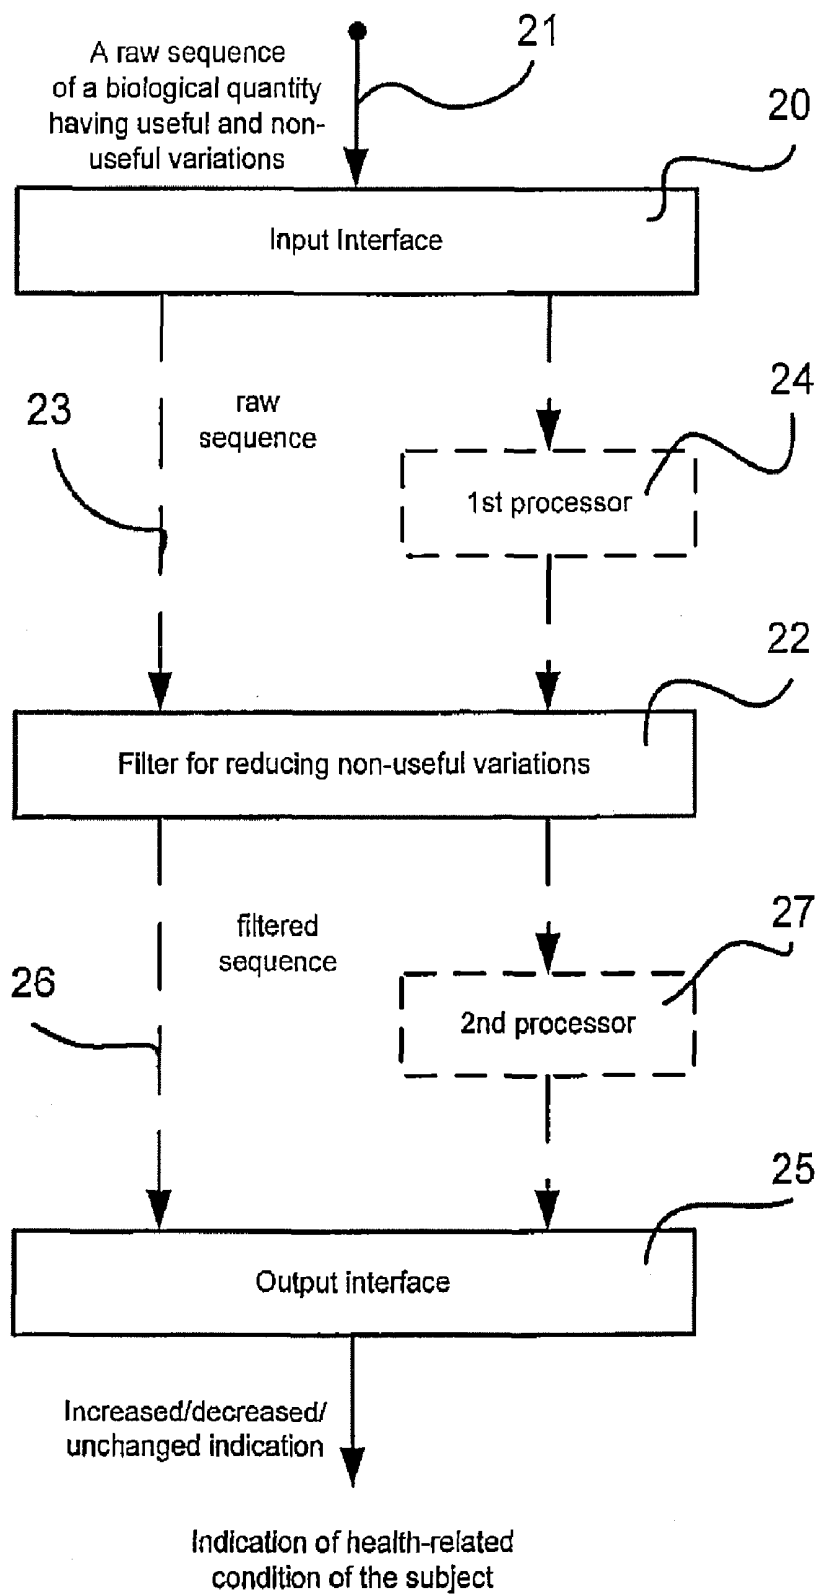 21
A raw sequence
of a biological quantity
having useful and non-
useful variations
20
Input Interface
24
23
raw
sequence
1st processor
22
Filter for reducing non-useful variations
27
filtered
sequence
26
2nd processor
25
Output interface
Increased/decreased/
unchanged indication
Indication of health-related
condition of the subject